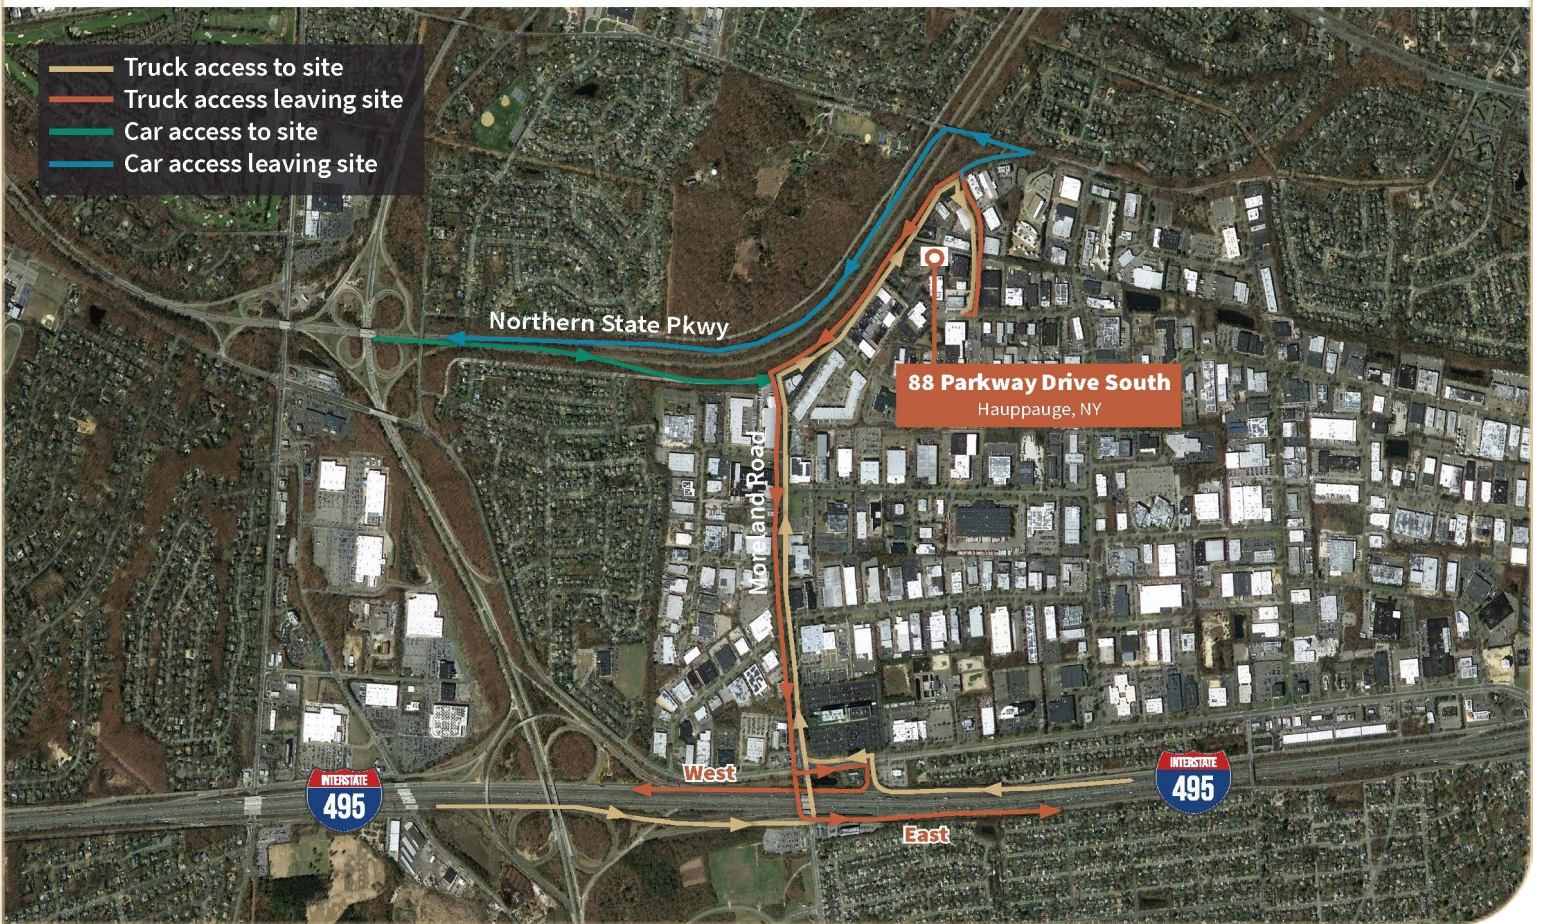 Truck access to site
Truck access leaving site
Car access to site
Car access leaving site
Northern State Pkwy
88 Parkway Drive South
Hauppauge, NY
Moreland Road
West
INTERSTATE
495
INTERSTATE
495
East